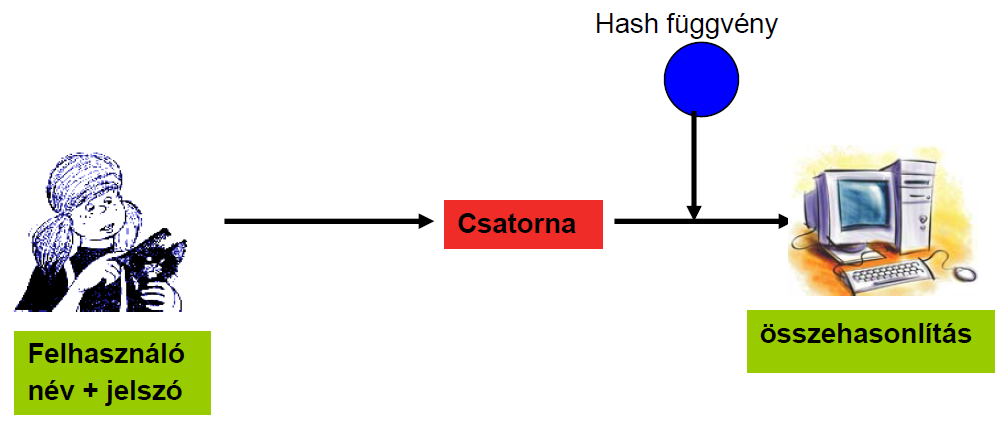 Hash függvény
Csatorna
Felhasználó
név + jelszó
összehasonlítás